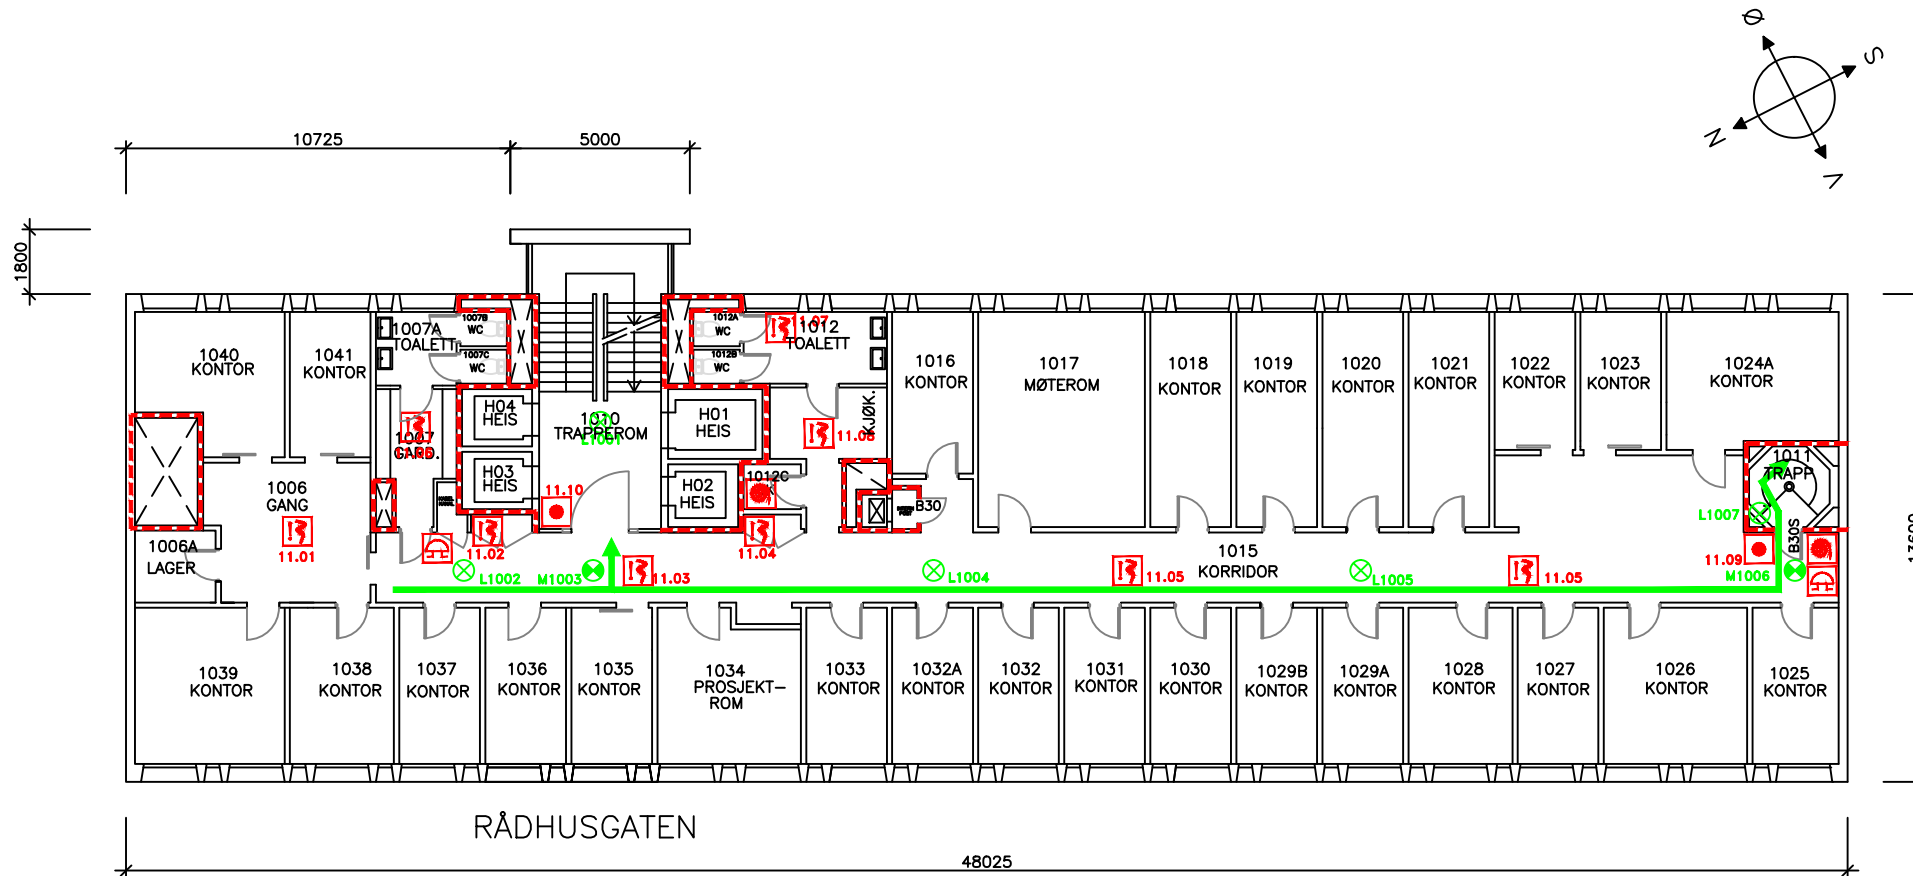 Ø
S
N
V
10725
5000
1800
1040
KONTOR
1041
KONTOR
1007A
TOALETT
1007B
WC
1007C
WC
1012A
WC
1012B
WC
11.07
1012
TOALETT
1016
KONTOR
1017
MØTEROM
1018
KONTOR
1019
KONTOR
1020
KONTOR
1021
KONTOR
1022
KONTOR
1023
KONTOR
1024A
KONTOR
H04
HEIS
H03
HEIS
1010
TRAPPEROM
L1001
H01
HEIS
H02
HEIS
KJØK.
11.08
1007
GARD.
1012C
1006
GANG
11.01
1006A
LAGER
11.10
11.02
11.04
B30
1011
TRAPP
L1007
B30S
11.09
M1006
L1002
M1003
11.03
L1004
11.05
1015
KORRIDOR
L1005
11.05
13600
1039
KONTOR
1038
KONTOR
1037
KONTOR
1036
KONTOR
1035
KONTOR
1034
PROSJEKT–
ROM
1033
KONTOR
1032A
KONTOR
1032
KONTOR
1031
KONTOR
1030
KONTOR
1029B
KONTOR
1029A
KONTOR
1028
KONTOR
1027
KONTOR
1026
KONTOR
1025
KONTOR
RÅDHUSGATEN
48025